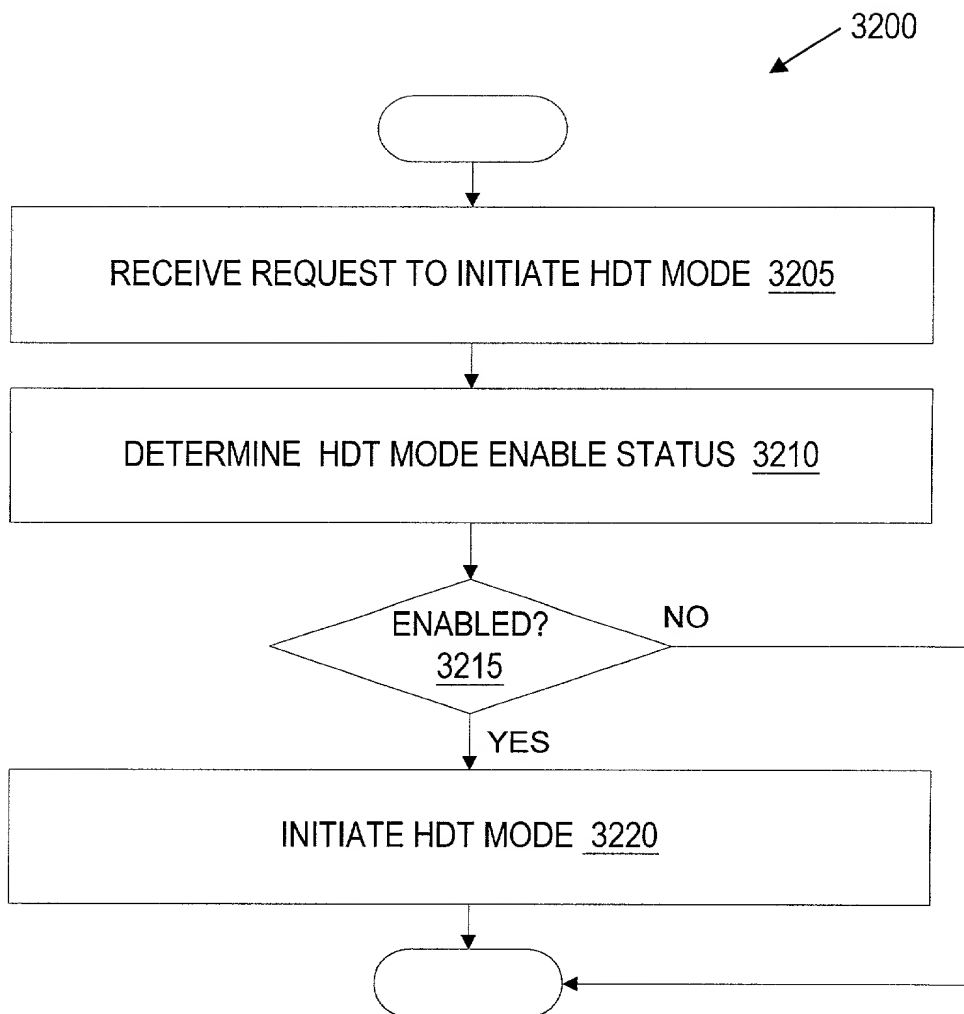 3200
RECEIVE REQUEST TO INITIATE HDT MODE 3205
DETERMINE HDT MODE ENABLE STATUS 3210
ENABLED?
3215
NO
YES
INITIATE HDT MODE 3220